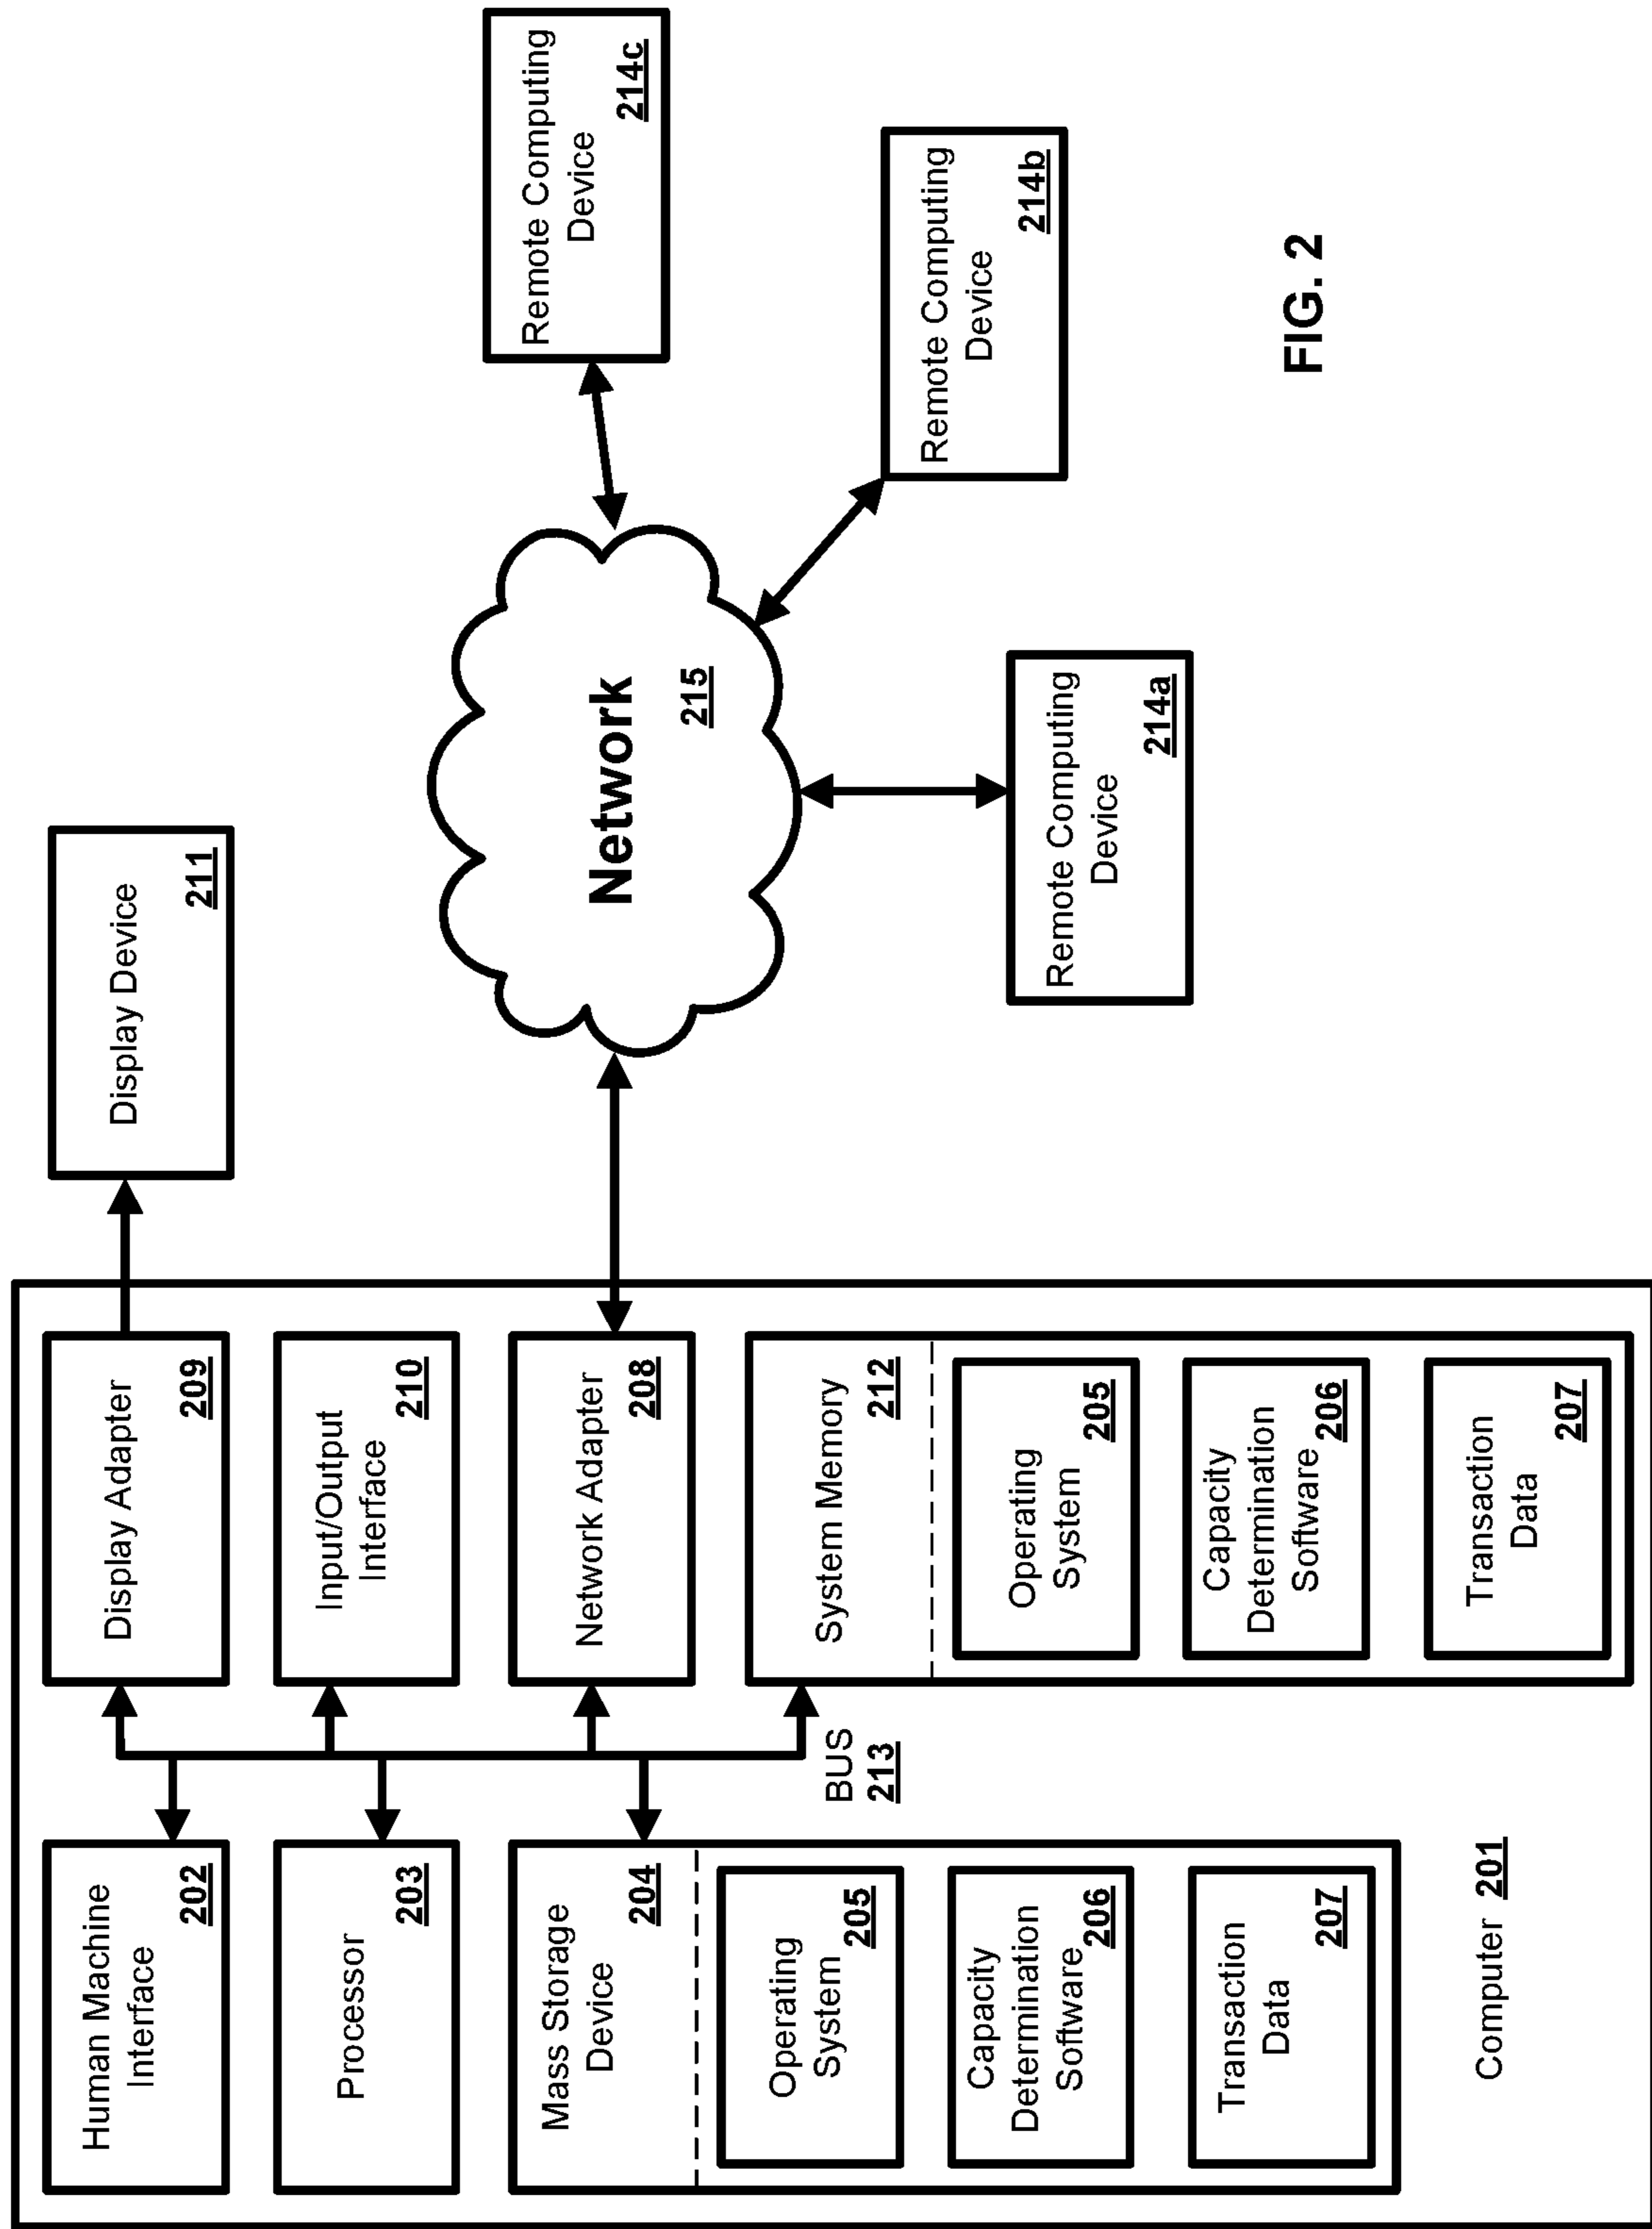 Human Machine
Interface
202
Processor
203
Mass Storage
Device
204
Operating
System
205
Capacity
Determination
Software
206
Transaction
Data
207
Computer 201
BUS
213
Display Adapter
209
Input/Output
Interface
210
Network Adapter
208
System Memory
212
Operating
System
205
Capacity
Determination
Software
206
Transaction
Data
207
Display Device
211
Network
215
Remote Computing
Device
214a
Remote Computing
Device
214b
Remote Computing
Device
214c
FIG. 2